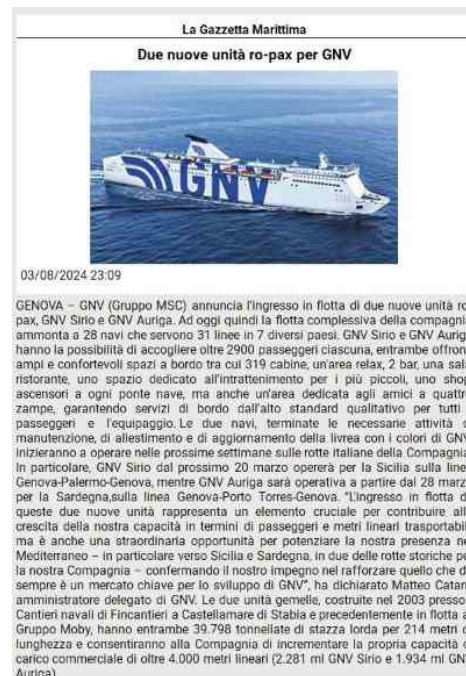 La Gazzetta Marittima
Due nuove unità ro-pax per GNV
GNV
03/08/2024 23:09
GENOVA – GNV (Gruppo MSC) annuncia l'ingresso in flotta di due nuove unità ro
pax, GNV Sirio e GNV Auriga. Ad oggi quindi la flotta complessiva della compagni
ammonta a 28 navi che servono 31 linee in 7 diversi paesi. GNV Sirio e GNV Aurig
hanno la possibilità di accogliere oltre 2900 passeggeri ciascuna, entrambe offron
ampi e confortevoli spazi a bordo tra cui 319 cabine, un'area relax, 2 bar, una sal
ristorante, uno spazio dedicato all'intrattenimento per i più piccoli, uno shop
ascensori a ogni ponte nave, ma anche un'area dedicata agli amici a quattr
zampe, garantendo servizi di bordo dall'alto standard qualitativo per tutti
passeggeri e l'equipaggio. Le due navi, terminate le necessarie attività d
manutenzione, di allestimento e di aggiornamento della livrea con i colori di GNV
inizieranno a operare nelle prossime settimane sulle rotte italiane della Compagnia
In particolare, GNV Sirio dal prossimo 20 marzo opererà per la Sicilia sulla line
Genova-Palermo-Genova, mentre GNV Auriga sarà operativa a partire dal 28 marz
per la Sardegna,sulla linea Genova-Porto Torres-Genova. "L'ingresso in flotta d
queste due nuove unità rappresenta un elemento cruciale per contribuire all
crescita della nostra capacità in termini di passeggeri e metri lineari trasportabil
ma è anche una straordinaria opportunità per potenziare la nostra presenza ne
Mediterraneo – in particolare verso Sicilia e Sardegna, in due delle rotte storiche pe
la nostra Compagnia – confermando il nostro impegno nel rafforzare quello che d
sempre è un mercato chiave per lo sviluppo di GNV", ha dichiarato Matteo Catan
amministratore delegato di GNV. Le due unità gemelle, costruite nel 2003 presso
Cantieri navali di Fincantieri a Castellamare di Stabia e precedentemente in flotta a
Gruppo Moby, hanno entrambe 39.798 tonnellate di stazza lorda per 214 metri d
lunghezza e consentiranno alla Compagnia di incrementare la propria capacità d
carico commerciale di oltre 4.000 metri lineari (2.281 ml GNV Sirio e 1.934 ml GN
Auriga)